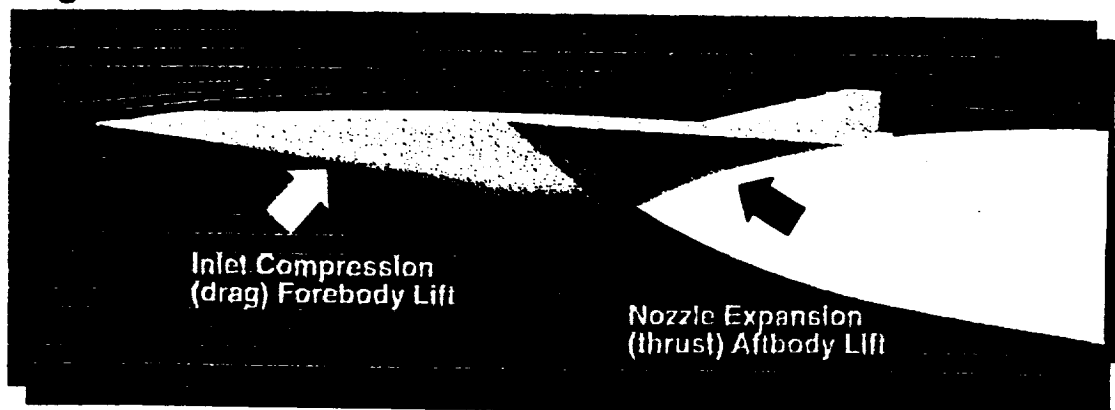 Inlet Compression
(drag) Forebody Lift
Nozzle Expansion
(thrust) Aftbody Lift